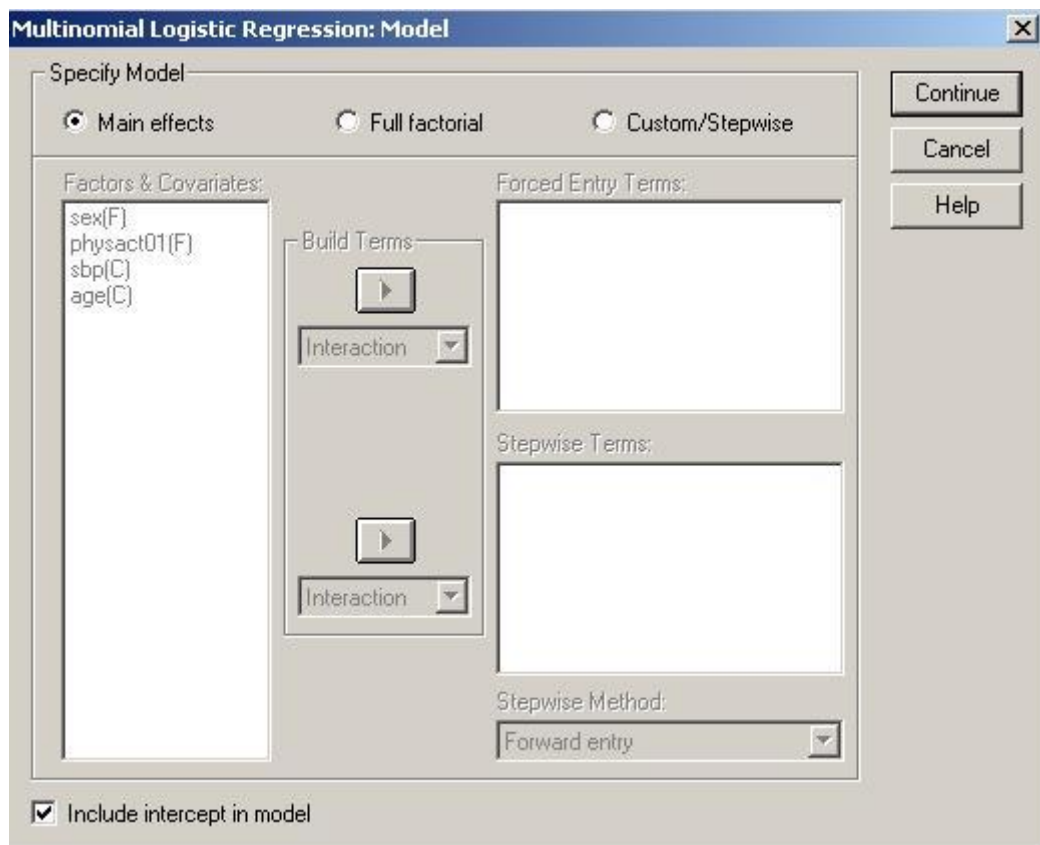 Multinomial Logistic Regression: Model
Specify Model
Main effects
Full factorial
Custom/Stepwise
Continue
Cancel
Help
Factors & Covariates:
sex(F)
physact01(F)
sbp(C)
age(C)
Build Terms
Interaction
Interaction
Forced Entry Terms:
Stepwise Terms:
Stepwise Method:
Forward entry
Include intercept in model